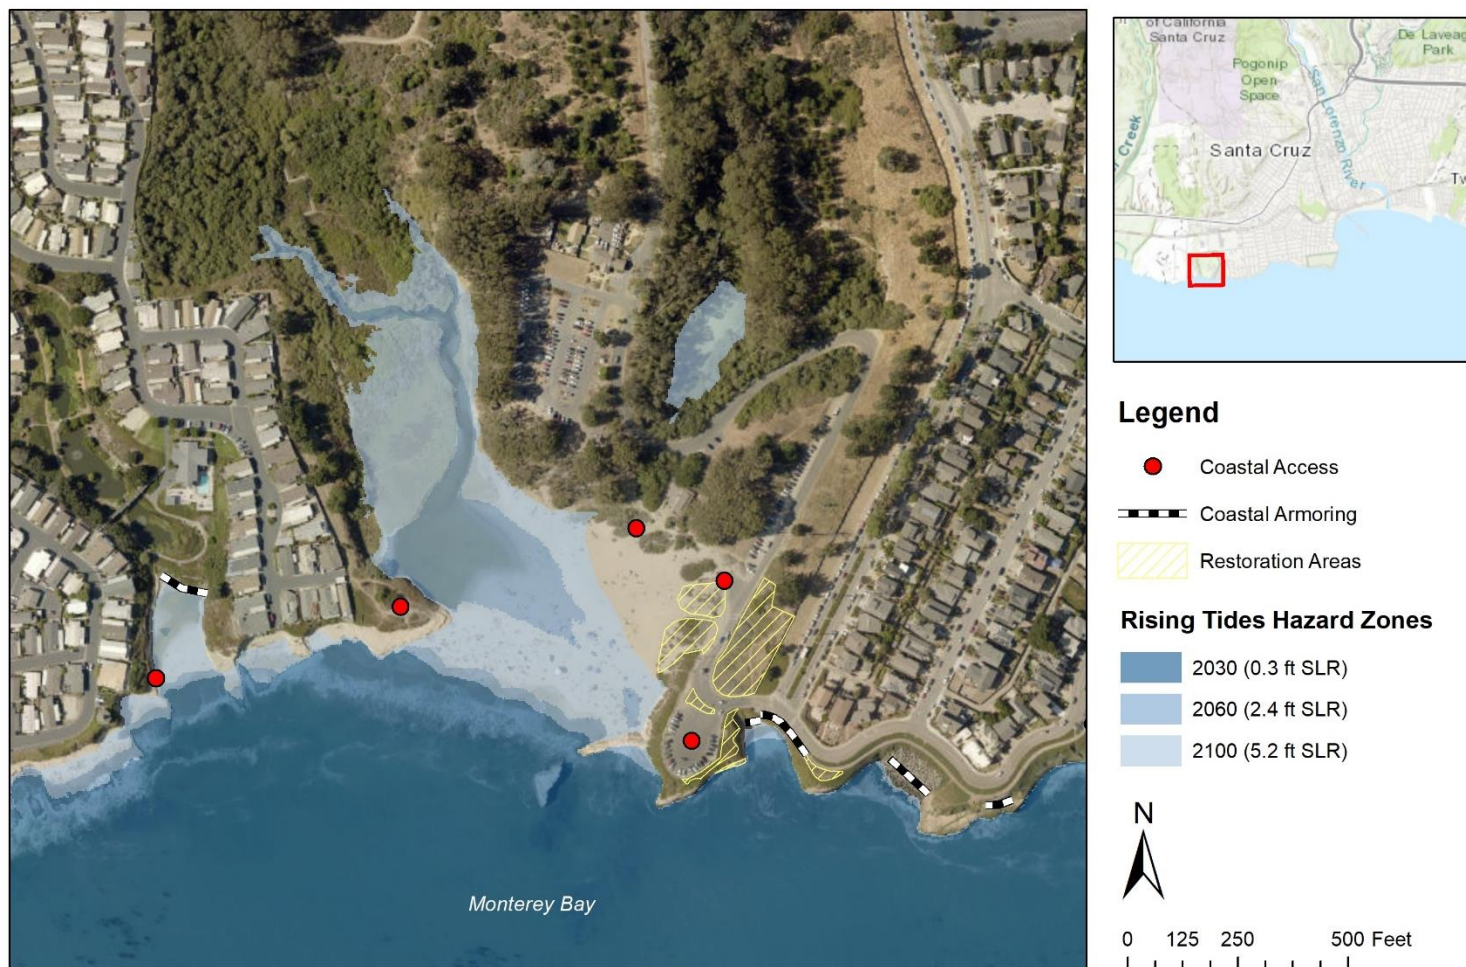 of California
Santa Cruz
De Laveag
Park
Pogonip
Open
Space
San Lorenzo River
r Creek
Santa Cruz
Tw
Legend
Coastal Access
Coastal Armoring
Restoration Areas
Rising Tides Hazard Zones
2030 (0.3 ft SLR)
2060 (2.4 ft SLR)
2100 (5.2 ft SLR)
N
Monterey Bay
0 125 250 500 Feet